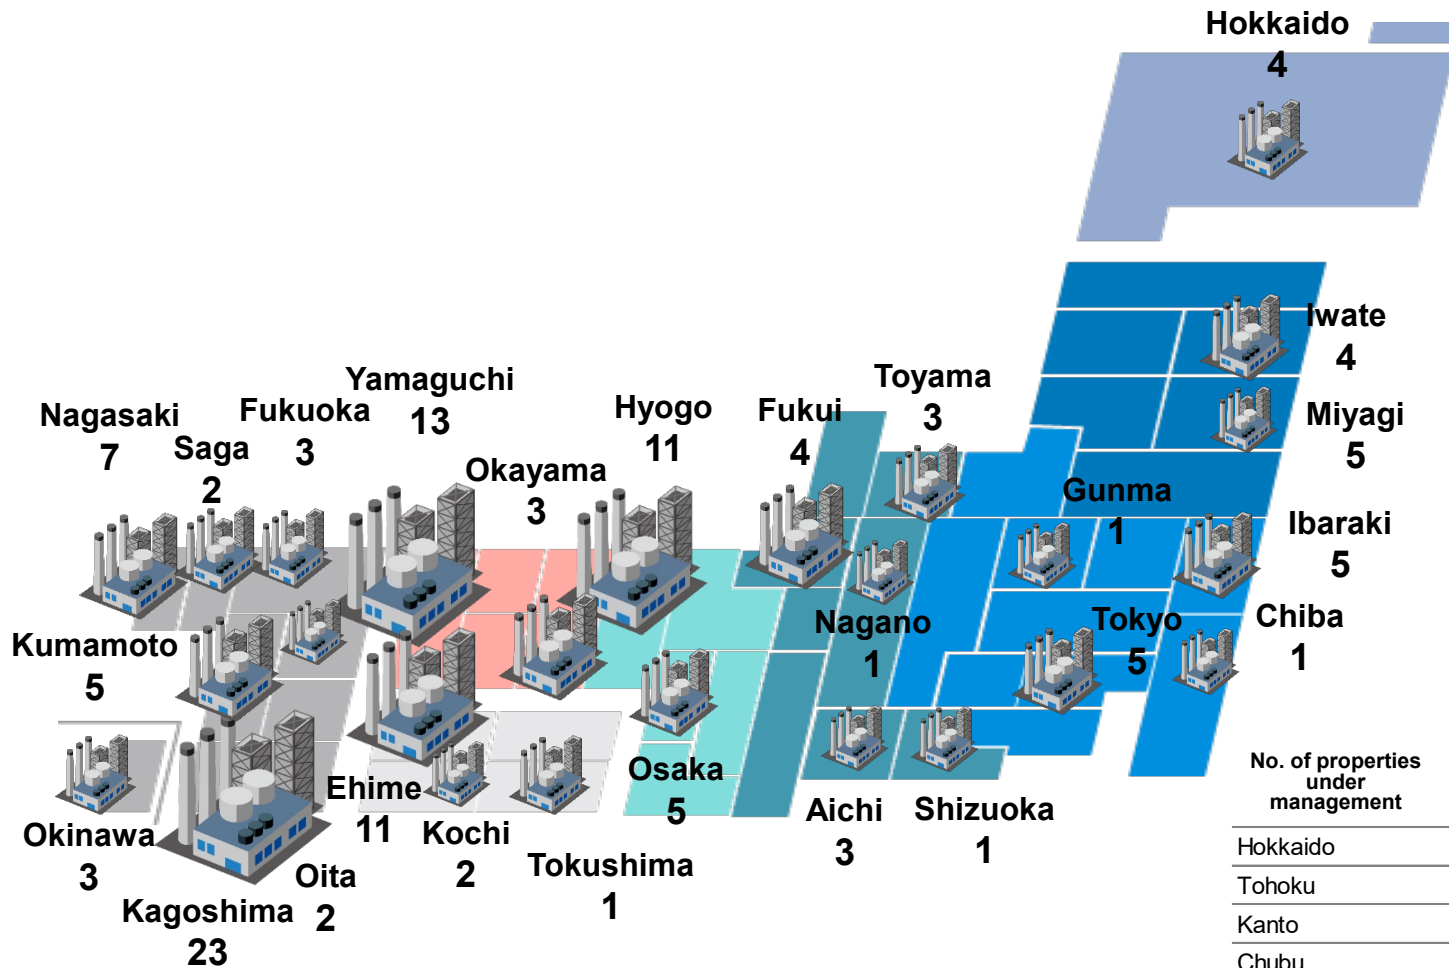 Hokkaido
4
Iwate
4
Miyagi
5
Toyama
3
Yamaguchi
13
Hyogo
11
Fukui
4
Nagasaki
7
Fukuoka
3
Saga
2
Okayama
3
Gunma
1
Ibaraki
5
Kumamoto
5
Nagano
1
Tokyo
5
Chiba
1
Okinawa
3
Ehime
11
Kochi
2
Osaka
5
Aichi
3
Shizuoka
1
Oita
2
Tokushima
1
Kagoshima
23
No. of properties
under
management
Hokkaido
Tohoku
Kanto
Chubu